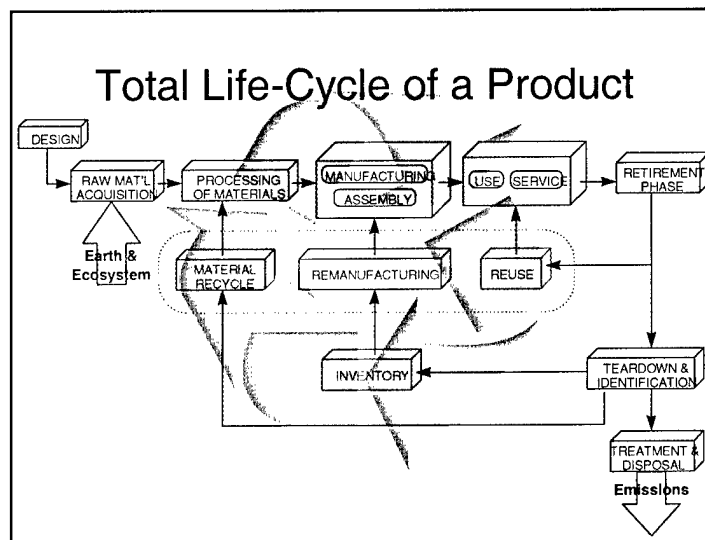 Total Life-Cycle of a Product
DESIGN
RAW MAT'L
ACQUISITION
PROCESSING
OF MATERIALS
MANUFACTURING
ASSEMBLY
USE
SERVICE
RETIREMENT
PHASE
Earth &
Ecosystem
MATERIAL
RECYCLE
REMANUFACTURING
REUSE
INVENTORY
TEARDOWN &
IDENTIFICATION
TREATMENT &
DISPOSAL
Emissions